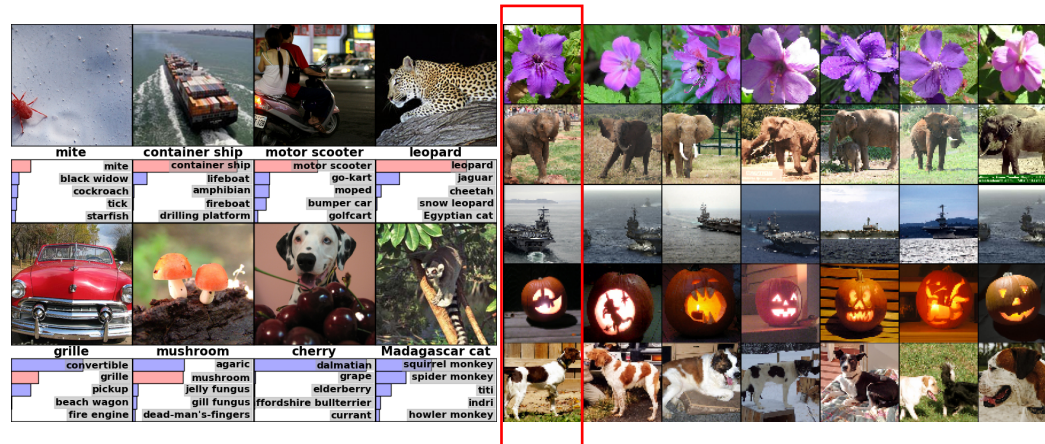 mite container ship motor scooter leopard
mite container ship motor scooter leopard
black widow lifeboat go-kart jaguar
cockroach amphibian moped cheetah
tick fireboat bumper car snow leopard
starfish drilling platform golfcart Egyptian cat
grille mushroom cherry Madagascar cat
convertible agaric dalmatian squirrel monkey
grille mushroom grape spider monkey
pickup jelly fungus elderberry titi
beach wagon gill fungus ffordshire bullterrier indri
fire engine dead-man's-fingers currant howler monkey